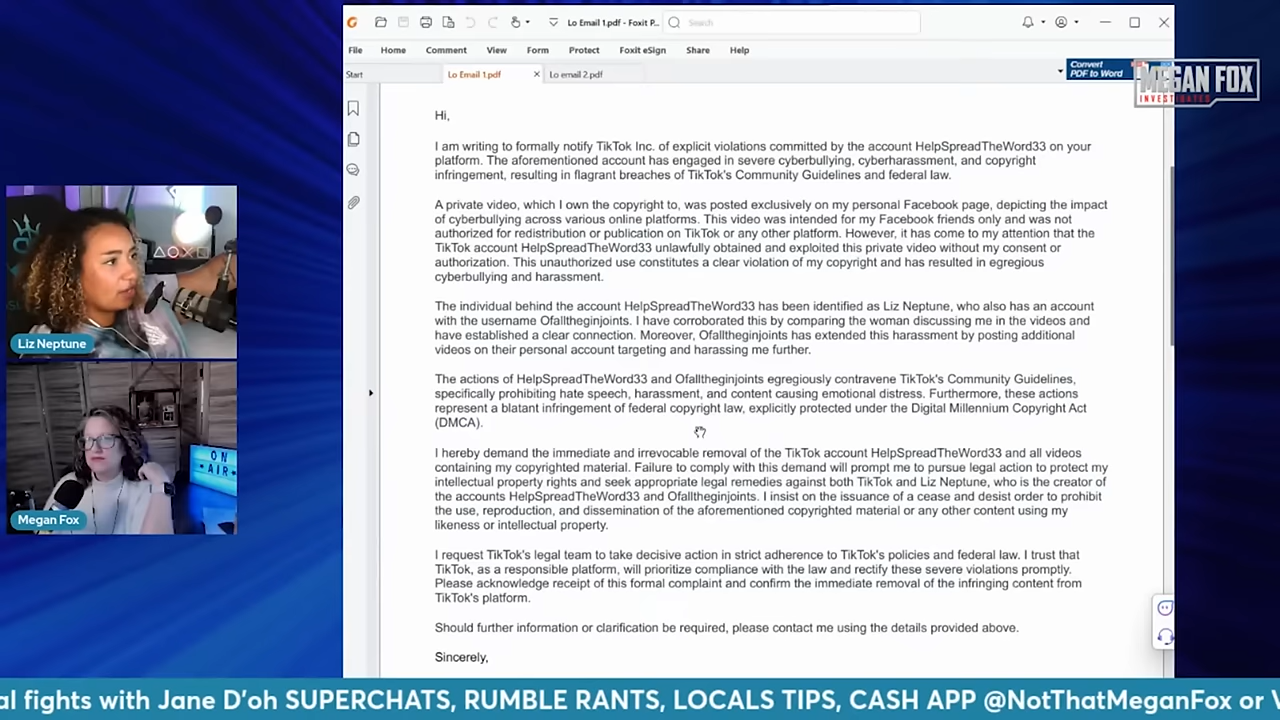 Lo Email 1.pdf - Foxit P...
Search
File Home Comment View Form Protect Foxit eSign Share Help
Start Lo Email 1.pdf Lo email 2.pdf
Convert
PDF to Word
MEGAN FOX
INVESTIGATES
Hi,
I am writing to formally notify TikTok Inc. of explicit violations committed by the account HelpSpreadTheWord33 on your
platform. The aforementioned account has engaged in severe cyberbullying, cyberharassment, and copyright
infringement, resulting in flagrant breaches of TikTok's Community Guidelines and federal law.
A private video, which I own the copyright to, was posted exclusively on my personal Facebook page, depicting the impact
of cyberbullying across various online platforms. This video was intended for my Facebook friends only and was not
authorized for redistribution or publication on TikTok or any other platform. However, it has come to my attention that the
TikTok account HelpSpreadTheWord33 unlawfully obtained and exploited this private video without my consent or
authorization. This unauthorized use constitutes a clear violation of my copyright and has resulted in egregious
cyberbullying and harassment.
The individual behind the account HelpSpreadTheWord33 has been identified as Liz Neptune, who also has an account
with the username Ofalltheginjoints. I have corroborated this by comparing the woman discussing me in the videos and
have established a clear connection. Moreover, Ofalltheginjoints has extended this harassment by posting additional
videos on their personal account targeting and harassing me further.
The actions of HelpSpreadTheWord33 and Ofalltheginjoints egregiously contravene TikTok's Community Guidelines,
specifically prohibiting hate speech, harassment, and content causing emotional distress. Furthermore, these actions
represent a blatant infringement of federal copyright law, explicitly protected under the Digital Millennium Copyright Act
(DMCA).
I hereby demand the immediate and irrevocable removal of the TikTok account HelpSpreadTheWord33 and all videos
containing my copyrighted material. Failure to comply with this demand will prompt me to pursue legal action to protect my
intellectual property rights and seek appropriate legal remedies against both TikTok and Liz Neptune, who is the creator of
the accounts HelpSpreadTheWord33 and Ofalltheginjoints. I insist on the issuance of a cease and desist order to prohibit
the use, reproduction, and dissemination of the aforementioned copyrighted material or any other content using my
likeness or intellectual property.
I request TikTok's legal team to take decisive action in strict adherence to TikTok's policies and federal law. I trust that
TikTok, as a responsible platform, will prioritize compliance with the law and rectify these severe violations promptly.
Please acknowledge receipt of this formal complaint and confirm the immediate removal of the infringing content from
TikTok's platform.
Should further information or clarification be required, please contact me using the details provided above.
Sincerely,
Liz Neptune
ON
AIR
Megan Fox
al fights with Jane D'oh SUPERCHATS, RUMBLE RANTS, LOCALS TIPS, CASH APP @NotThatMeganFox or V